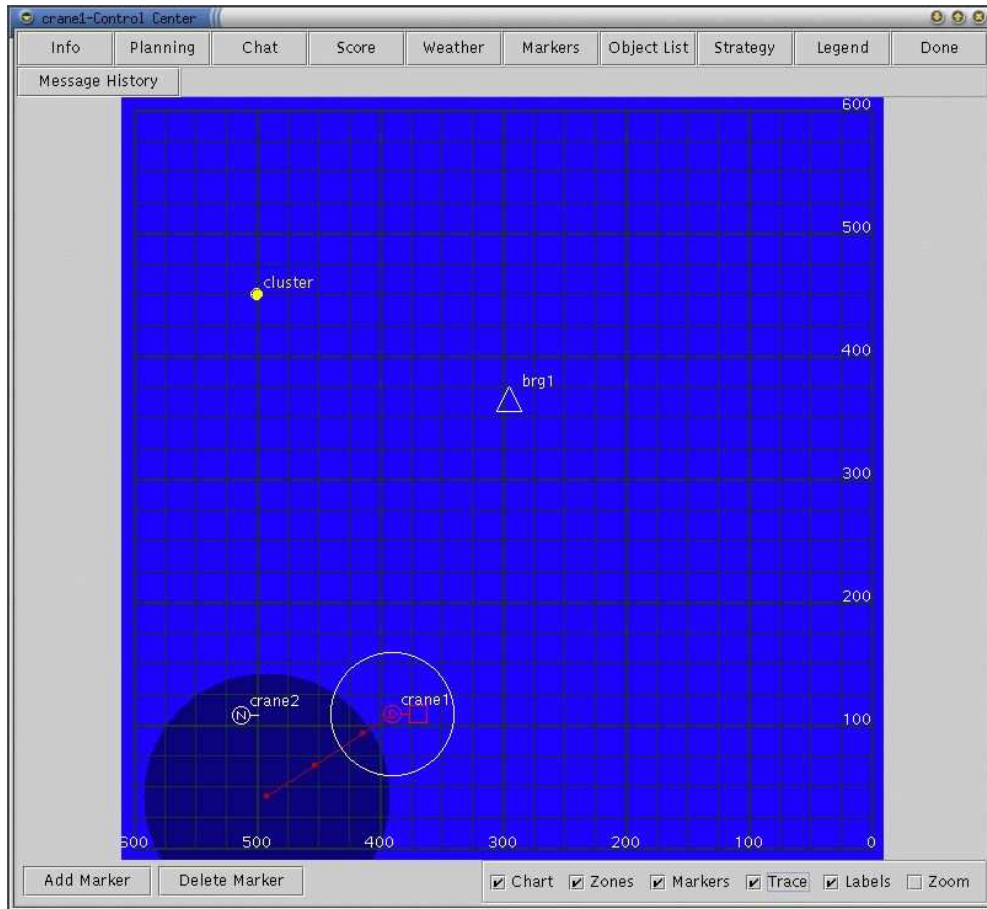 crane1-Control Center
Info Planning Chat Score Weather Markers Object List Strategy Legend Done
Message History
600
500
cluster
400
brg1
300
200
crane2 crane1
N
100
600 500 400 300 200 100 0
Add Marker Delete Marker Chart Zones Markers Trace Labels Zoom